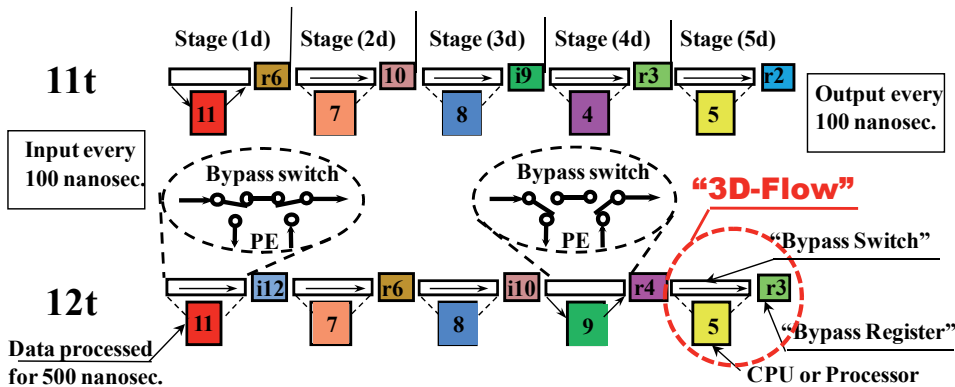 Stage (1d) Stage (2d) Stage (3d) Stage (4d) Stage (5d)
11t
r6 10 i9 r3 r2
11 7 8 4 5
Output every
100 nanosec.
Input every
100 nanosec.
Bypass switch
PE
Bypass switch
PE
“3D-Flow”
“Bypass Switch”
12t
i12 r6 i10 r4 r3
11 7 8 9 5
“Bypass Register”
Data processed
for 500 nanosec.
CPU or Processor